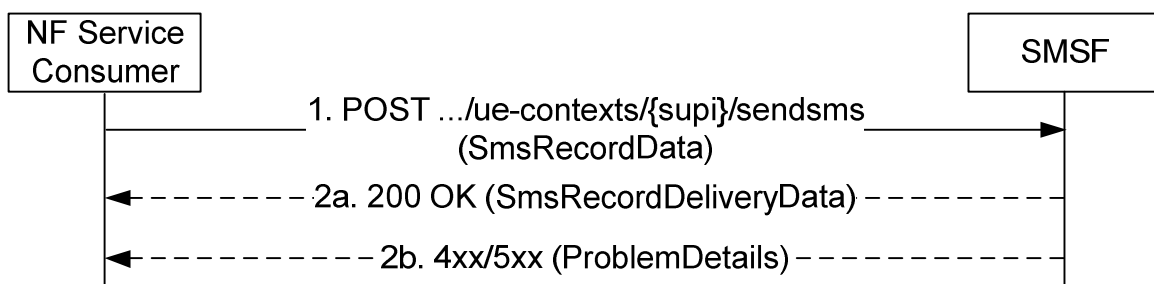 NF Service
Consumer
SMSF
1. POST .../ue-contexts/{supi}/sendsms
(SmsRecordData)
2a. 200 OK (SmsRecordDeliveryData)
2b. 4xx/5xx (ProblemDetails)